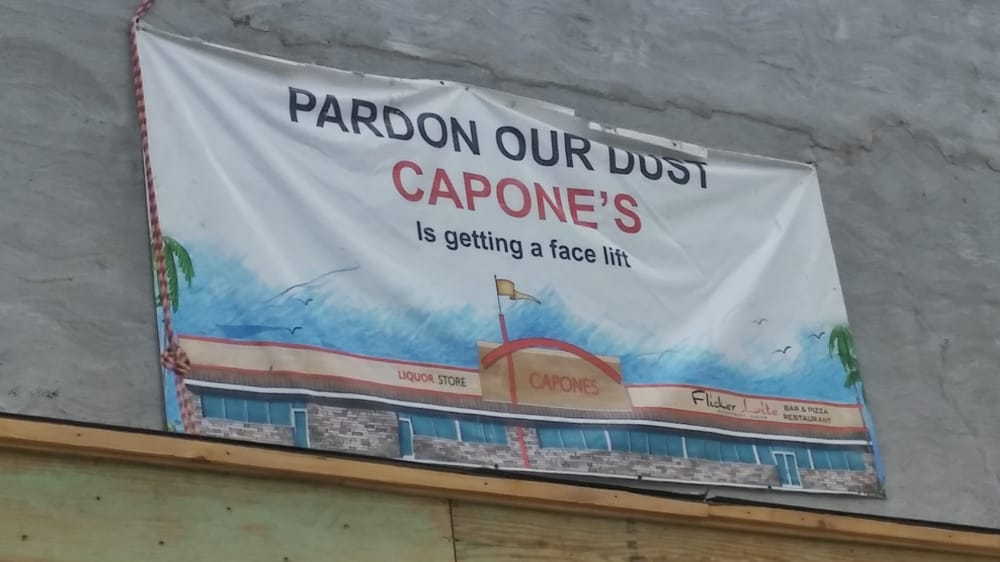 PARDON OUR DUST
CAPONE'S
Is getting a face lift
CAPONES
LIQUOR STORE
Flicker Lite
BAR & PIZZA
RESTAURANT